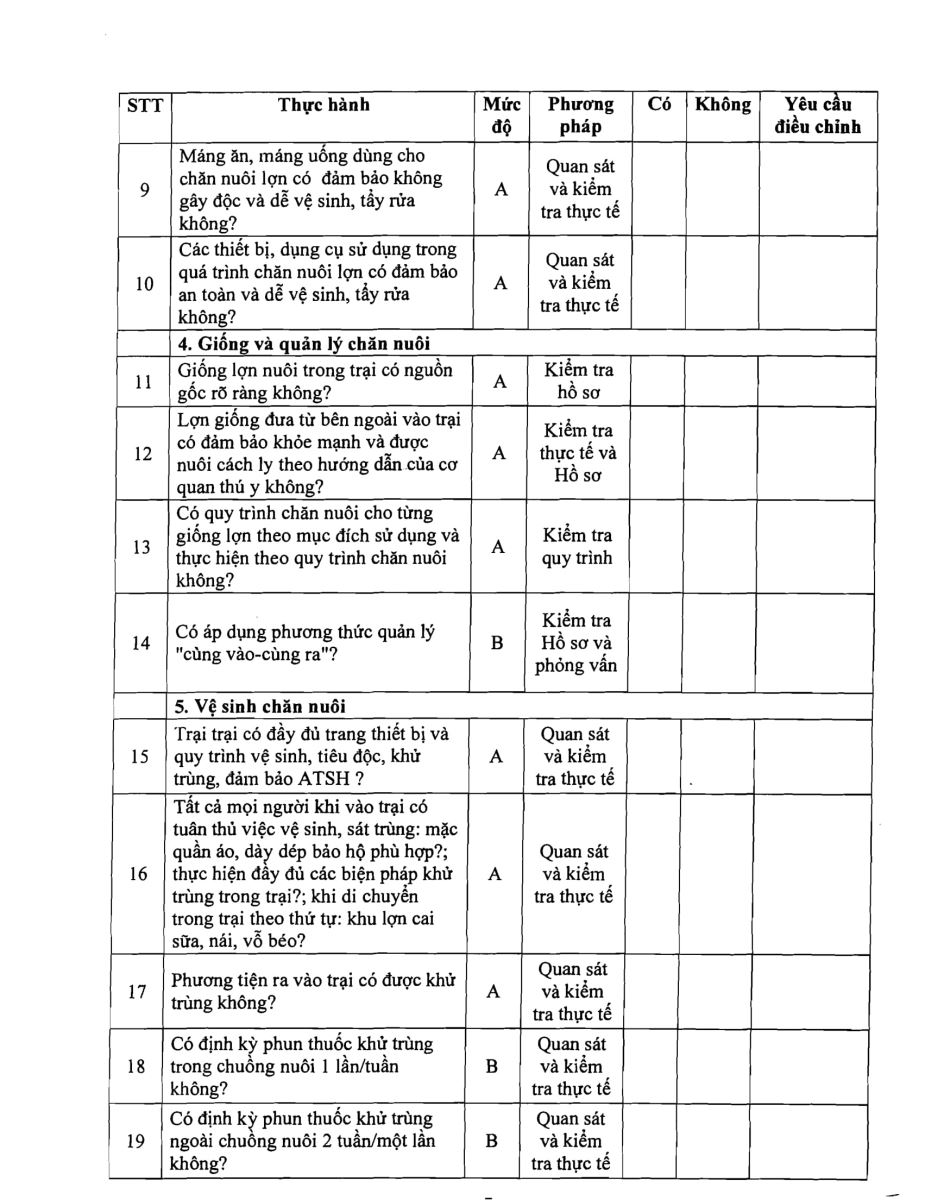 STT Thực hành Mức độ Phương pháp Có Không Yêu cầu điều chỉnh
9 Máng ăn, máng uống dùng cho
chăn nuôi lợn có đảm bảo không
gây độc và dễ vệ sinh, tẩy rửa
không?
A
Quan sát
và kiểm
tra thực tế
10 Các thiết bị, dụng cụ sử dụng trong
quá trình chăn nuôi lợn có đảm bảo
an toàn và dễ vệ sinh, tẩy rửa
không?
A
Quan sát
và kiểm
tra thực tế
4. Giống và quản lý chăn nuôi
11 Giống lợn nuôi trong trại có nguồn
gốc rõ ràng không?
A
Kiểm tra
hồ sơ
12 Lợn giống đưa từ bên ngoài vào trại
có đảm bảo khỏe mạnh và được
nuôi cách ly theo hướng dẫn của cơ
quan thú y không?
A
Kiểm tra
thực tế và
Hồ sơ
13 Có quy trình chăn nuôi cho từng
giống lợn theo mục đích sử dụng và
thực hiện theo quy trình chăn nuôi
không?
A
Kiểm tra
quy trình
14 Có áp dụng phương thức quản lý
"cùng vào-cùng ra"?
B
Kiểm tra
Hồ sơ và
phỏng vấn
5. Vệ sinh chăn nuôi
15 Trại trại có đầy đủ trang thiết bị và
quy trình vệ sinh, tiêu độc, khử
trùng, đảm bảo ATSH ?
A
Quan sát
và kiểm
tra thực tế
16 Tất cả mọi người khi vào trại có
tuân thủ việc vệ sinh, sát trùng: mặc
quần áo, dày dép bảo hộ phù hợp?;
thực hiện đầy đủ các biện pháp khử
trùng trong trại?; khi di chuyển
trong trại theo thứ tự: khu lợn cai
sữa, nái, vỗ béo?
A
Quan sát
và kiểm
tra thực tế
17 Phương tiện ra vào trại có được khử
trùng không?
A
Quan sát
và kiểm
tra thực tế
18 Có định kỳ phun thuốc khử trùng
trong chuồng nuôi 1 lần/tuần
không?
B
Quan sát
và kiểm
tra thực tế
19 Có định kỳ phun thuốc khử trùng
ngoài chuồng nuôi 2 tuần/một lần
không?
B
Quan sát
và kiểm
tra thực tế